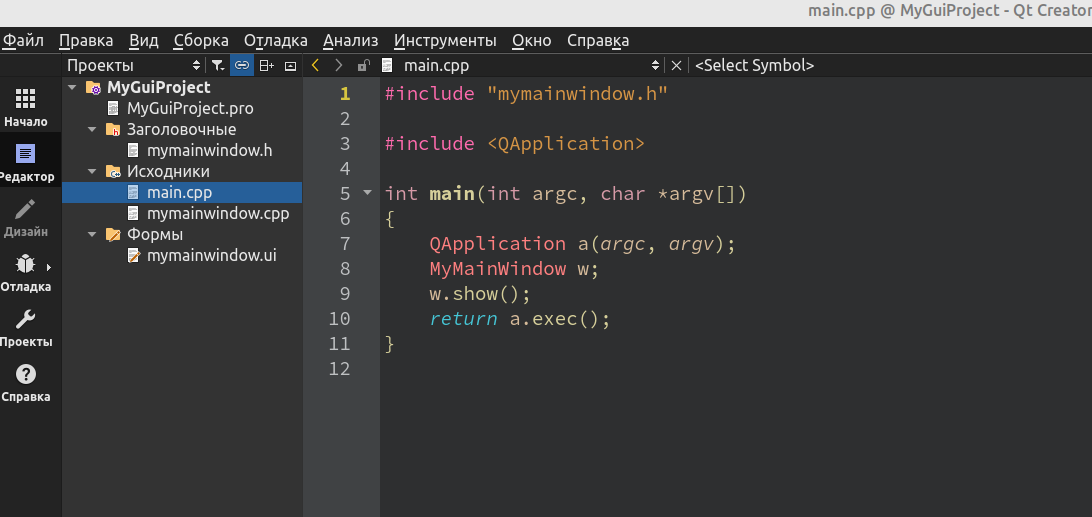 main.cpp @ MyGuiProject - Qt Creator
Файл Правка Вид Сборка Отладка Анализ Инструменты Окно Справка
Проекты main.cpp <Select Symbol>
Начало
Редактор
Дизайн
Отладка
Проекты
Справка
MyGuiProject
MyGuiProject.pro
Заголовочные
mymainwindow.h
Исходники
main.cpp
mymainwindow.cpp
Формы
mymainwindow.ui
1 #include "mymainwindow.h"
2
3 #include <QApplication>
4
5 int main(int argc, char *argv[])
6 {
7     QApplication a(argc, argv);
8     MyMainWindow w;
9     w.show();
10     return a.exec();
11 }
12